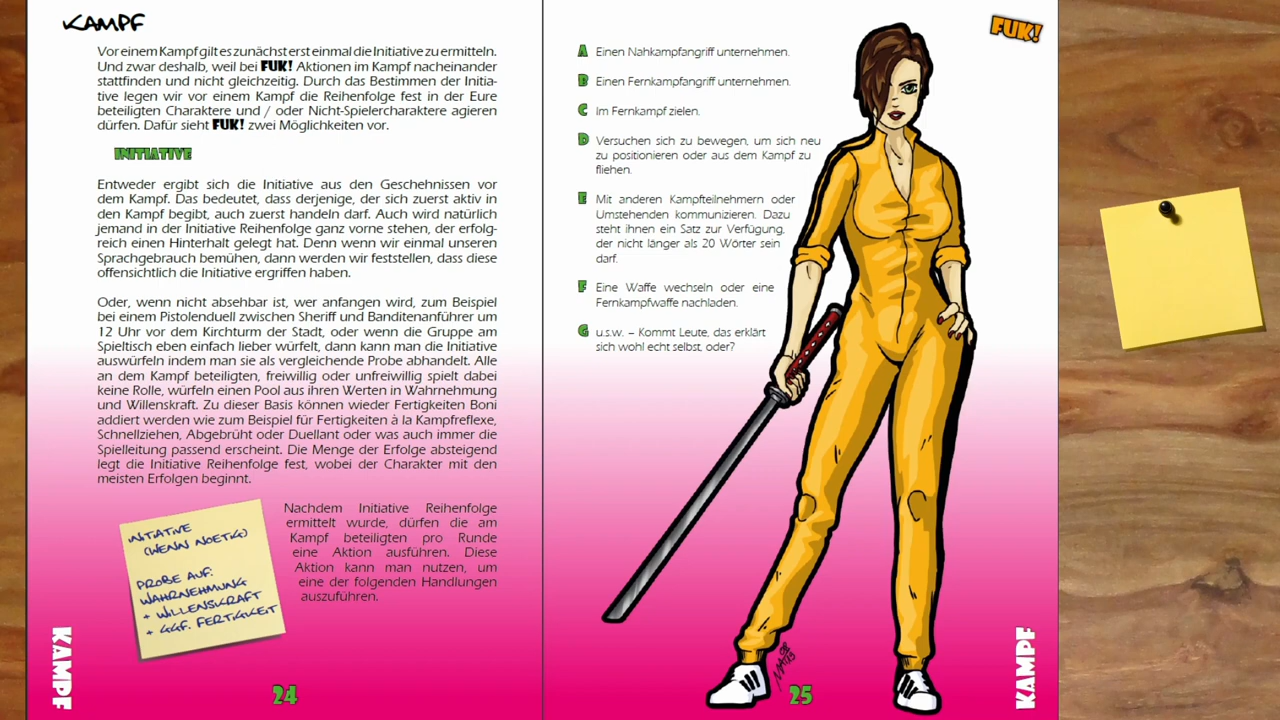 KAMPF
Vor einem Kampf gilt es zunächst erst einmal die Initiative zu ermitteln.
Und zwar deshalb, weil bei FUK! Aktionen im Kampf nacheinander
stattfinden und nicht gleichzeitig. Durch das Bestimmen der Initia-
tive legen wir vor einem Kampf die Reihenfolge fest in der Eure
beteiligten Charaktere und / oder Nicht-Spielercharaktere agieren
dürfen. Dafür sieht FUK! zwei Möglichkeiten vor.
INITIATIVE
Entweder ergibt sich die Initiative aus den Geschehnissen vor
dem Kampf. Das bedeutet, dass derjenige, der sich zuerst aktiv in
den Kampf begibt, auch zuerst handeln darf. Auch wird natürlich
jemand in der Initiative Reihenfolge ganz vorne stehen, der erfolg-
reich einen Hinterhalt gelegt hat. Denn wenn wir einmal unseren
Sprachgebrauch bemühen, dann werden wir feststellen, dass diese
offensichtlich die Initiative ergriffen haben.
Oder, wenn nicht absehbar ist, wer anfangen wird, zum Beispiel
bei einem Pistolenduell zwischen Sheriff und Banditenanführer um
12 Uhr vor dem Kirchturm der Stadt, oder wenn die Gruppe am
Spieltisch eben einfach lieber würfelt, dann kann man die Initiative
auswürfeln indem man sie als vergleichende Probe abhandelt. Alle
an dem Kampf beteiligten, freiwillig oder unfreiwillig spielt dabei
keine Rolle, würfeln einen Pool aus ihren Werten in Wahrnehmung
und Willenskraft. Zu dieser Basis können wieder Fertigkeiten Boni
addiert werden wie zum Beispiel für Fertigkeiten à la Kampfreflexe,
Schnellziehen, Abgebrüht oder Duellant oder was auch immer die
Spielleitung passend erscheint. Die Menge der Erfolge absteigend
legt die Initiative Reihenfolge fest, wobei der Charakter mit den
meisten Erfolgen beginnt.
INITIATIVE
(WENN NOETIG)
PROBE AUF:
WAHRNEHMUNG
+ WILLENSKRAFT
+ GGF. FERTIGKEIT
Nachdem Initiative Reihenfolge
ermittelt wurde, dürfen die am
Kampf beteiligten pro Runde
eine Aktion ausführen. Diese
Aktion kann man nutzen, um
eine der folgenden Handlungen
auszuführen.
KAMPF
24
FUK!
A Einen Nahkampfangriff unternehmen.
B Einen Fernkampfangriff unternehmen.
C Im Fernkampf zielen.
D Versuchen sich zu bewegen, um sich neu
zu positionieren oder aus dem Kampf zu
fliehen.
E Mit anderen Kampfteilnehmern oder
Umstehenden kommunizieren. Dazu
steht ihnen ein Satz zur Verfügung,
der nicht länger als 20 Wörter sein
darf.
F Eine Waffe wechseln oder eine
Fernkampfwaffe nachladen.
G u.s.w. – Kommt Leute, das erklärt
sich wohl echt selbst, oder?
25
KAMPF